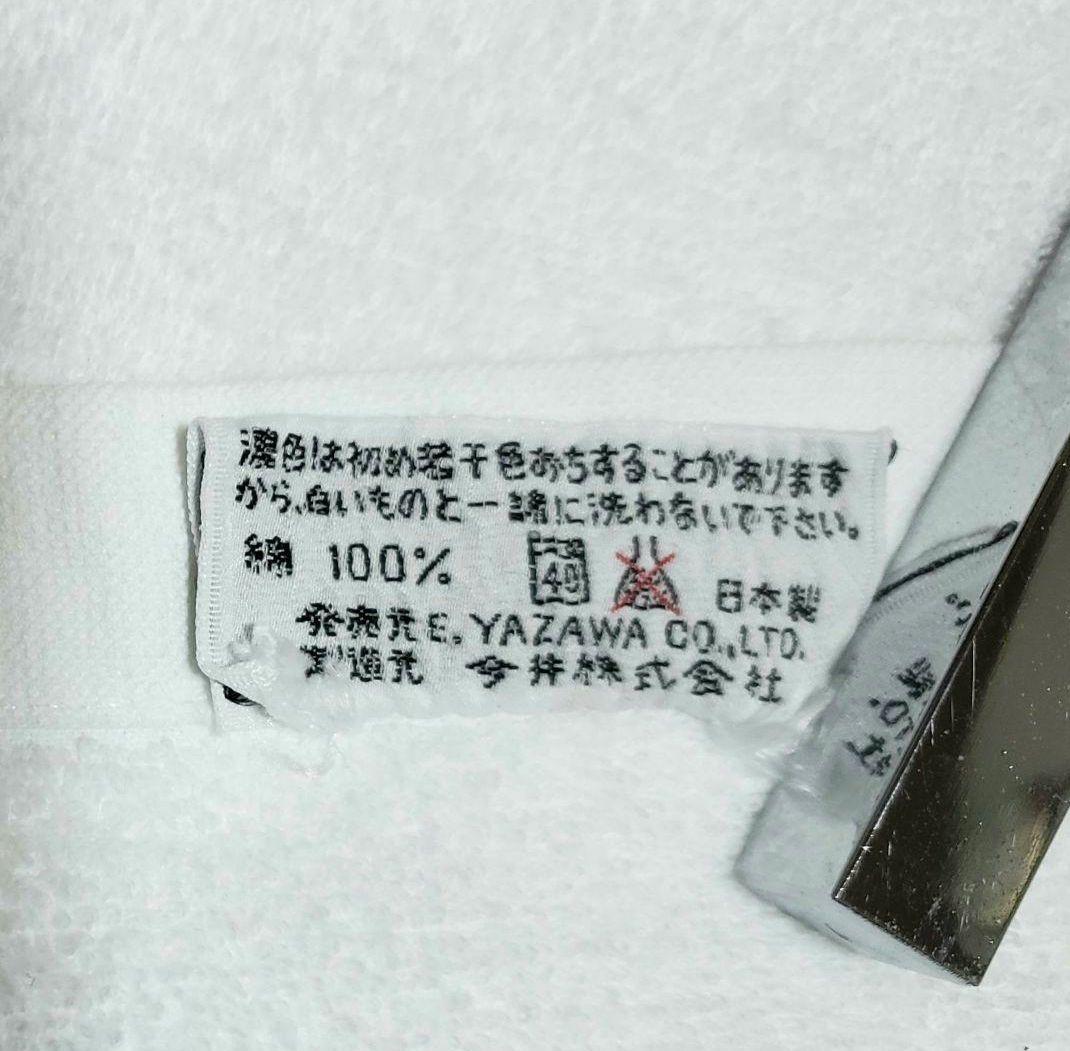 濃色は初め若干色おちすることがあります
から、白いものと一諸に洗わないで下さい。
綿 100% 40 日本製
発売元 E. YAZAWA CO., LTD.
製造元 今井株式会社